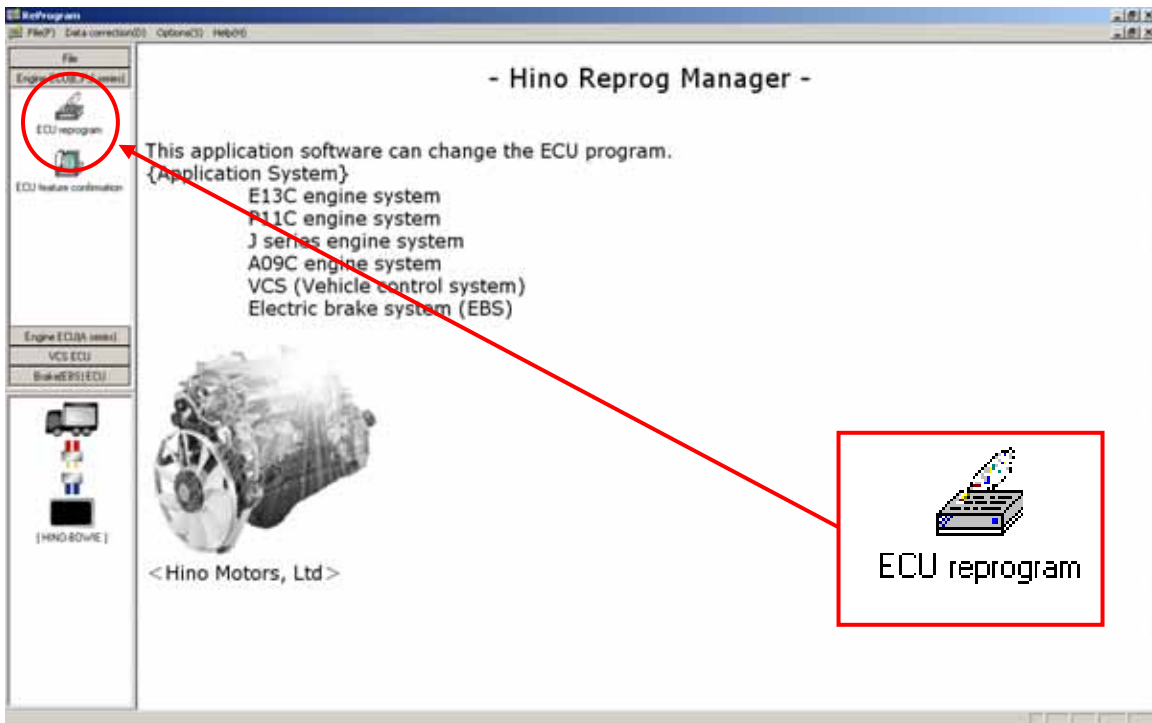 ReProgram
File(F) Data correction(D) Options(S) Help(H)
File
ECU reprogram
ECU feature confirmation
Engine ECU(A series)
VCS ECU
Brake(EBS) ECU
[ HINO-BOWIE ]
- Hino Reprog Manager -
This application software can change the ECU program.
{Application System}
E13C engine system
P11C engine system
J series engine system
A09C engine system
VCS (Vehicle control system)
Electric brake system (EBS)
<Hino Motors, Ltd>
ECU reprogram